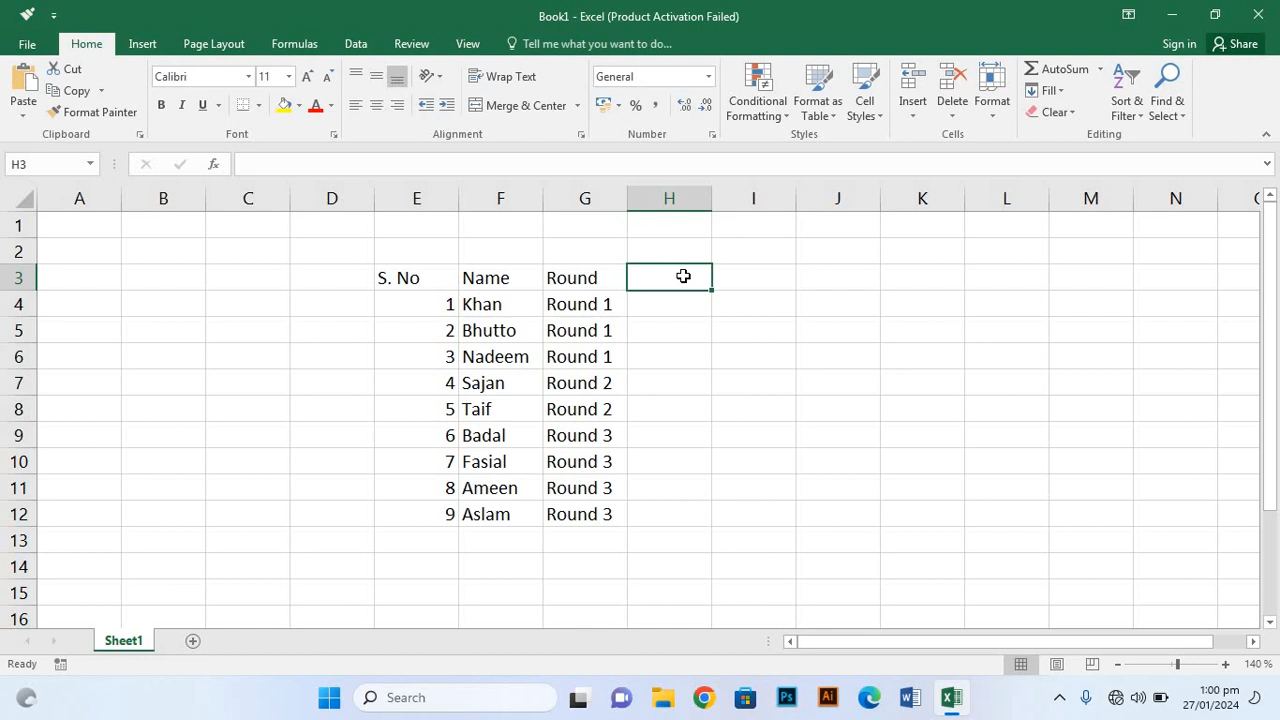 Book1 - Excel (Product Activation Failed)
File Home Insert Page Layout Formulas Data Review View Tell me what you want to do... Sign in Share
Cut
Copy
Format Painter
Paste
Clipboard
Calibri 11
B I U
Font
Wrap Text
Merge & Center
Alignment
General
%
Number
Conditional Formatting
Format as Table
Cell Styles
Styles
Insert Delete Format
Cells
AutoSum
Fill
Clear
Sort & Filter
Find & Select
Editing
H3 fx
A B C D E F G H I J K L M N
1
2
3 S. No Name Round
4 1 Khan Round 1
5 2 Bhutto Round 1
6 3 Nadeem Round 1
7 4 Sajan Round 2
8 5 Taif Round 2
9 6 Badal Round 3
10 7 Fasial Round 3
11 8 Ameen Round 3
12 9 Aslam Round 3
13
14
15
16
Sheet1
Ready 140 %
Search Ps Ai 1:00 pm
27/01/2024